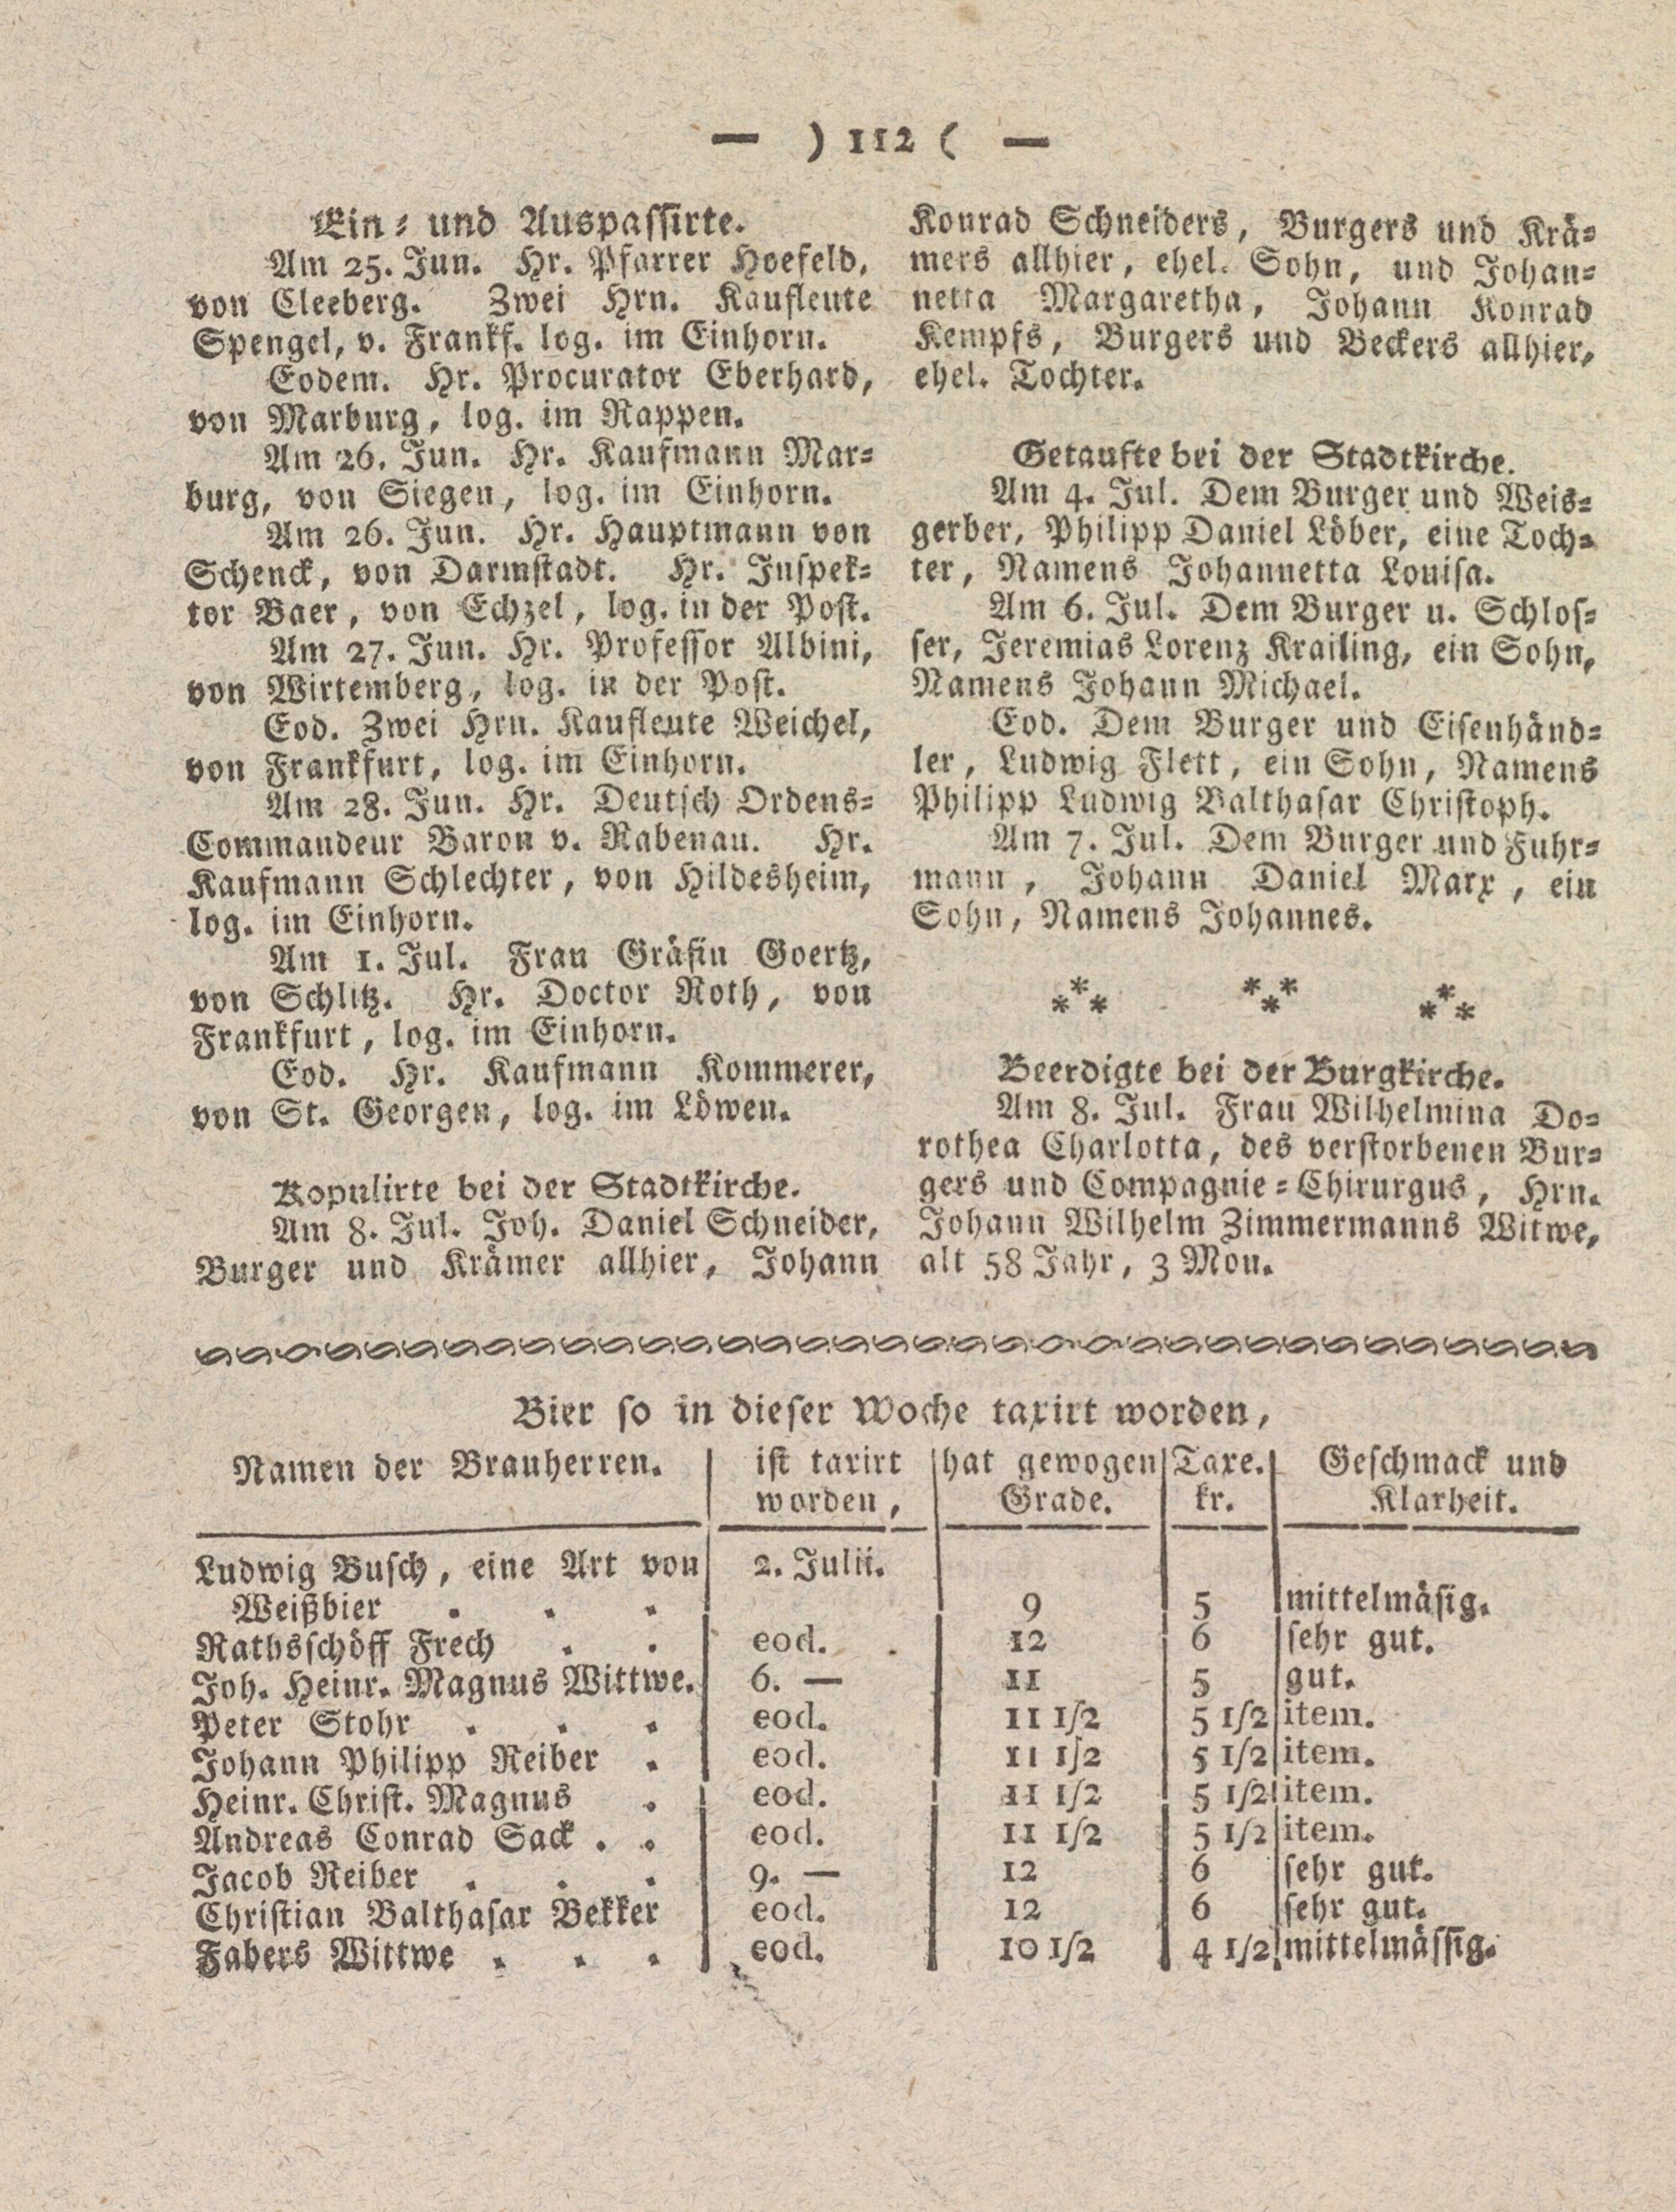 — ) 112 ( —
Ein- und Auspassirte.
Am 25. Jun. Hr. Pfarrer Hoefeld,
von Cleeberg. Zwei Hrn. Kaufleute
Spengel, v. Frankf. log. im Einhorn.
Eodem. Hr. Procurator Eberhard,
von Marburg, log. im Rappen.
Am 26. Jun. Hr. Kaufmann Mar-
burg, von Siegen, log. im Einhorn.
Am 26. Jun. Hr. Hauptmann von
Schenck, von Darmstadt. Hr. Inspek-
tor Baer, von Echzel, log. in der Post.
Am 27. Jun. Hr. Professor Albini,
von Wirtemberg, log. in der Post.
Eod. Zwei Hrn. Kaufleute Weichel,
von Frankfurt, log. im Einhorn.
Am 28. Jun. Hr. Deutsch Ordens-
Commandeur Baron v. Rabenau. Hr.
Kaufmann Schlechter, von Hildesheim,
log. im Einhorn.
Am 1. Jul. Frau Gräfin Goertz,
von Schlitz. Hr. Doctor Roth, von
Frankfurt, log. im Einhorn.
Eod. Hr. Kaufmann Kommerer,
von St. Georgen, log. im Löwen.
Kopulirte bei der Stadtkirche.
Am 8. Jul. Joh. Daniel Schneider,
Burger und Krämer allhier, Johann
Konrad Schneiders, Burgers und Krä-
mers allhier, ehel. Sohn, und Johan-
netta Margaretha, Johann Konrad
Kempfs, Burgers und Beckers allhier,
ehel. Tochter.
Getaufte bei der Stadtkirche.
Am 4. Jul. Dem Burger und Weis-
gerber, Philipp Daniel Löber, eine Toch-
ter, Namens Johannetta Louisa.
Am 6. Jul. Dem Burger u. Schlos-
ser, Jeremias Lorenz Krailing, ein Sohn,
Namens Johann Michael.
Eod. Dem Burger und Eisenhänd-
ler, Ludwig Flett, ein Sohn, Namens
Philipp Ludwig Balthasar Christoph.
Am 7. Jul. Dem Burger und Fuhr-
mann, Johann Daniel Marx, ein
Sohn, Namens Johannes.
*** *** ***
Beerdigte bei der Burgkirche.
Am 8. Jul. Frau Wilhelmina Do-
rothea Charlotta, des verstorbenen Bur-
gers und Compagnie-Chirurgus, Hrn.
Johann Wilhelm Zimmermanns Witwe,
alt 58 Jahr, 3 Mon.
Bier so in dieser Woche taxirt worden,
Namen der Brauherren. ist taxirt hat gewogen Taxe. Geschmack und
worden, Grade. kr. Klarheit.
Ludwig Busch, eine Art von 2. Julii.
Weißbier . . . 9 5 mittelmäsig.
Rathsschöff Frech . . eod. 12 6 sehr gut.
Joh. Heinr. Magnus Wittwe. 6. — 11 5 gut.
Peter Stohr . . . eod. 11 1/2 5 1/2 item.
Johann Philipp Reiber . eod. 11 1/2 5 1/2 item.
Heinr. Christ. Magnus . eod. 11 1/2 5 1/2 item.
Andreas Conrad Sack . . eod. 11 1/2 5 1/2 item.
Jacob Reiber . . . 9. — 12 6 sehr gut.
Christian Balthasar Bekker eod. 12 6 sehr gut.
Fabers Wittwe . . . eod. 10 1/2 4 1/2 mittelmässig.